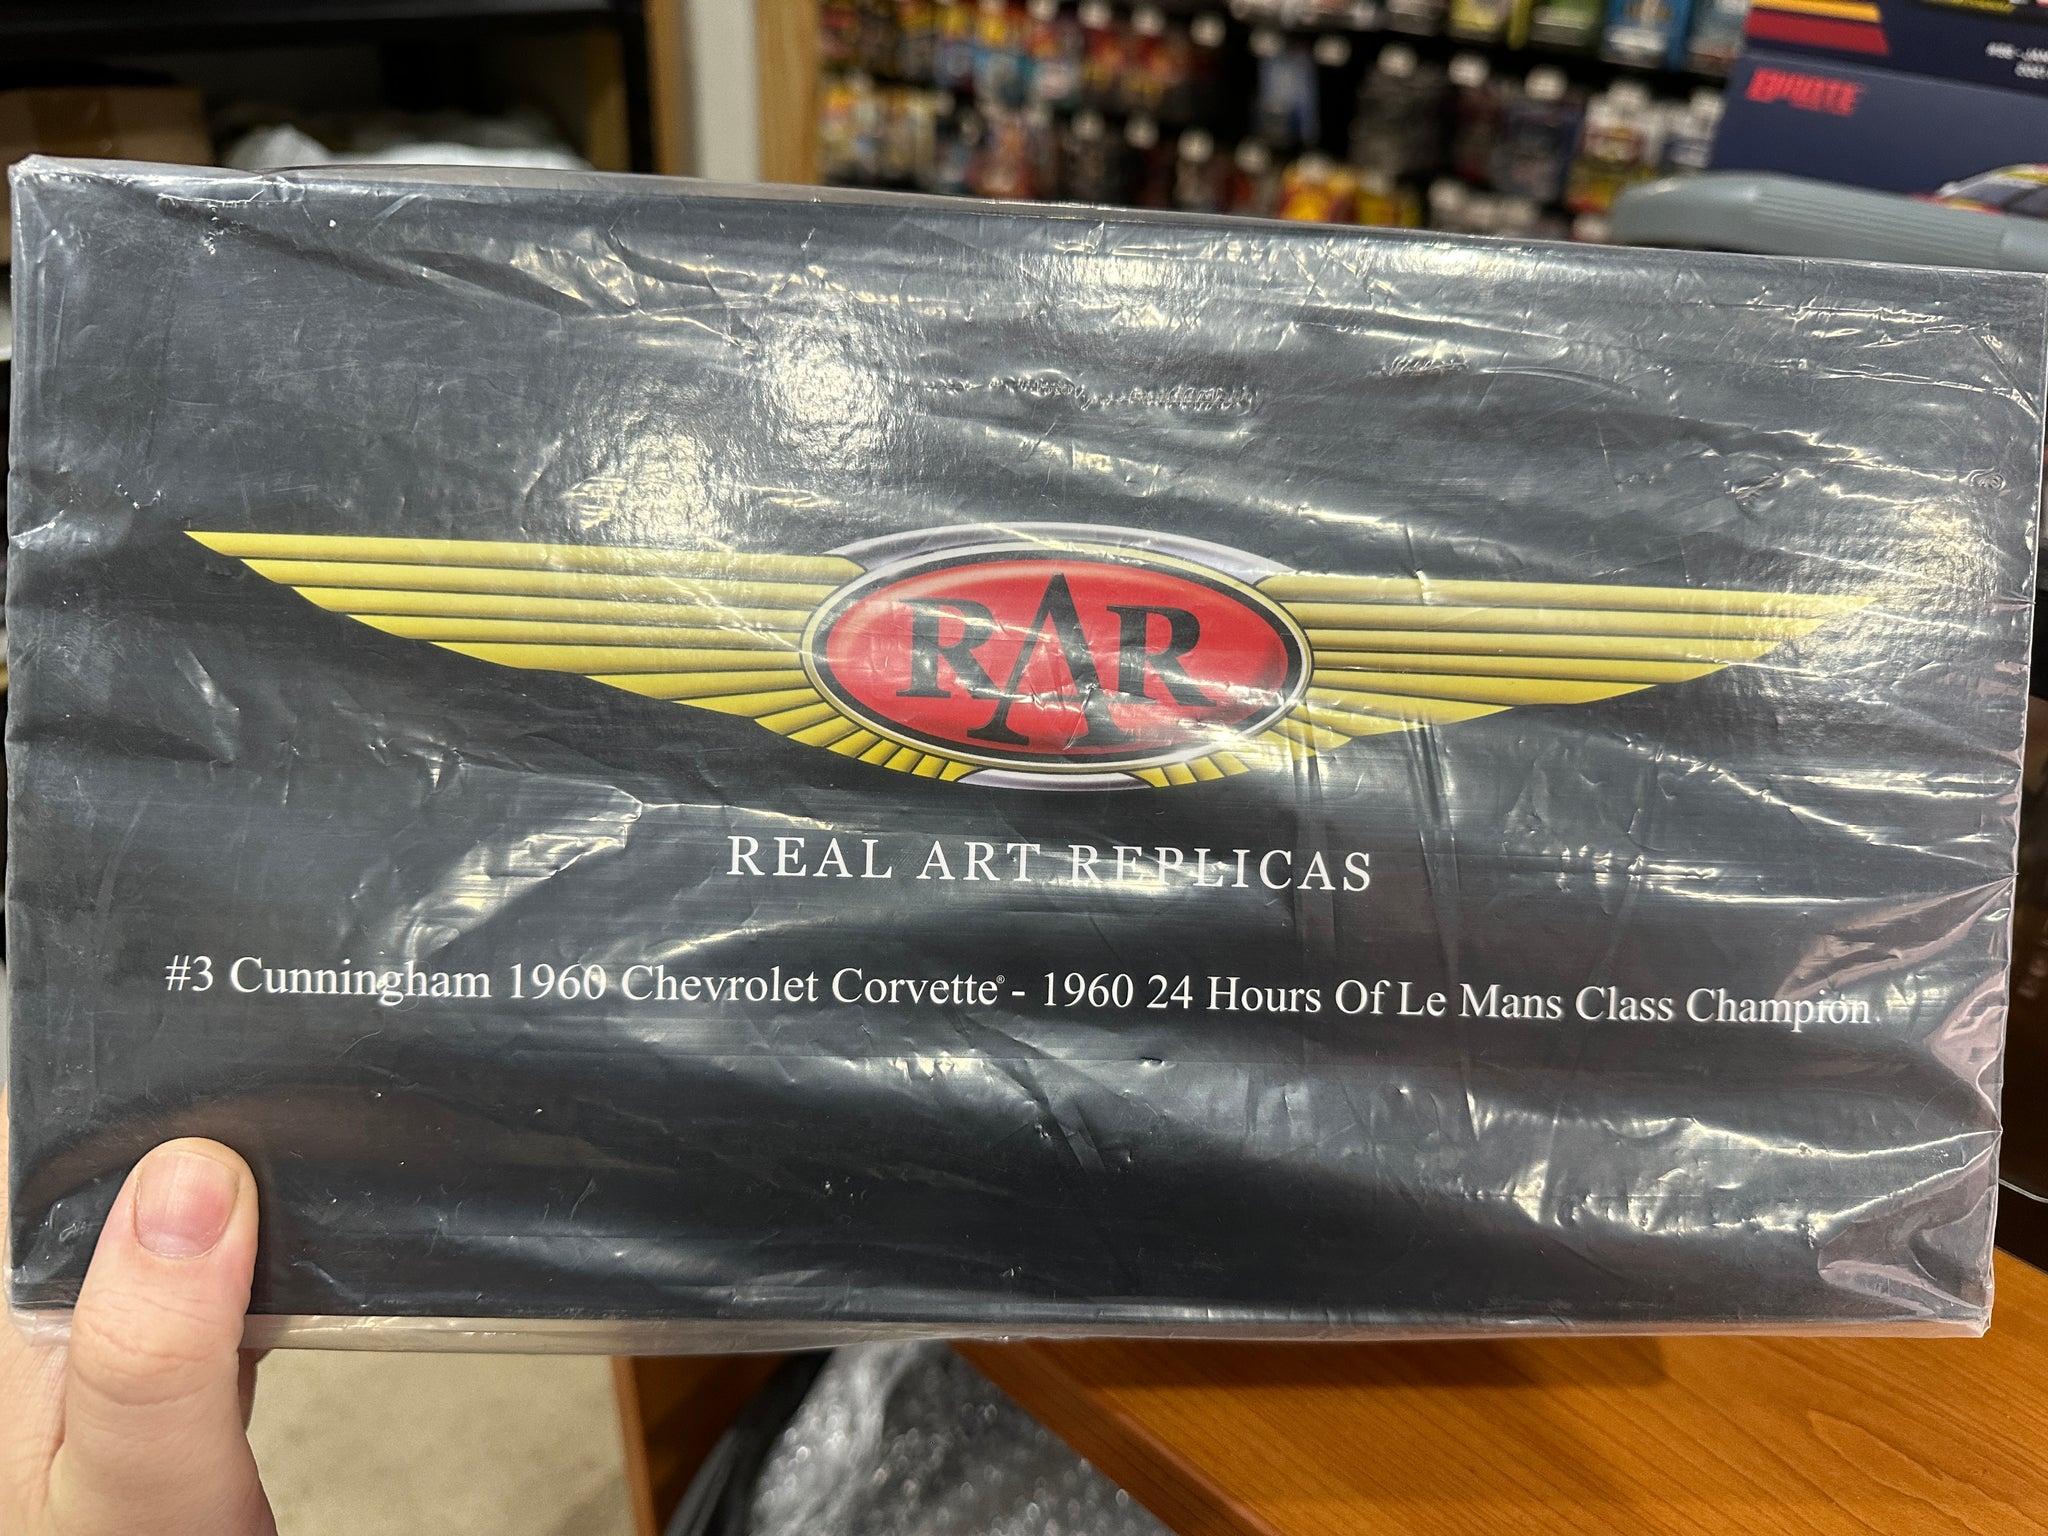 RAR
REAL ART REPLICAS
#3 Cunningham 1960 Chevrolet Corvette® - 1960 24 Hours Of Le Mans Class Champion